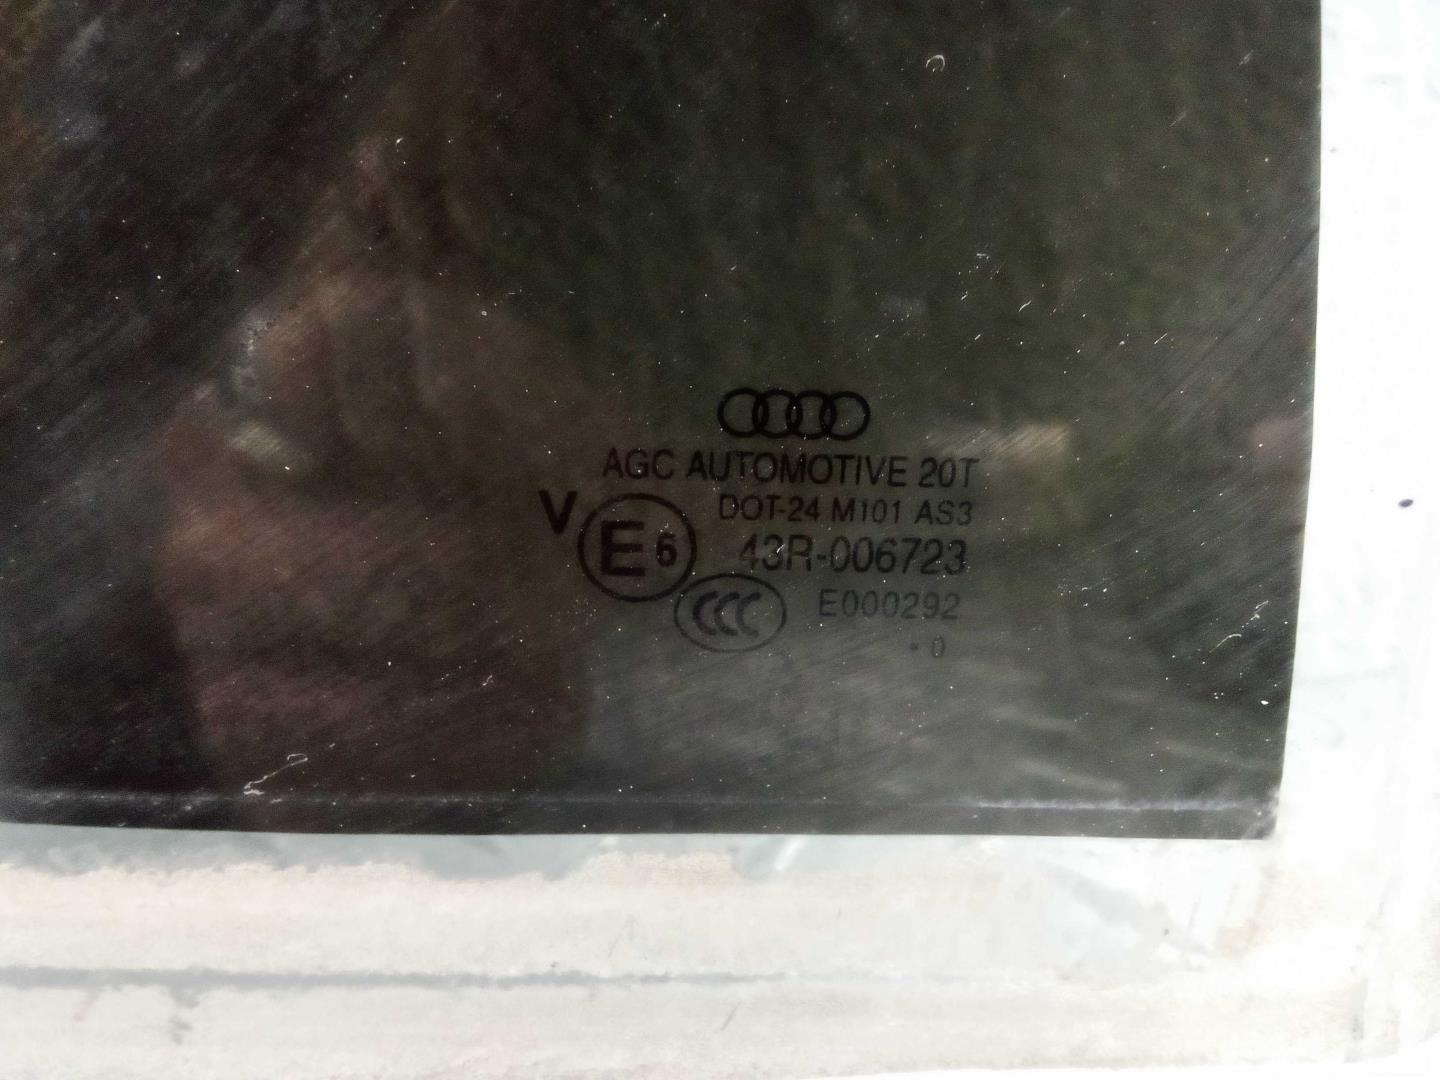 AGC AUTOMOTIVE 20T
DOT-24 M101 AS3
V E6 43R-006723
CCC E000292
. 0